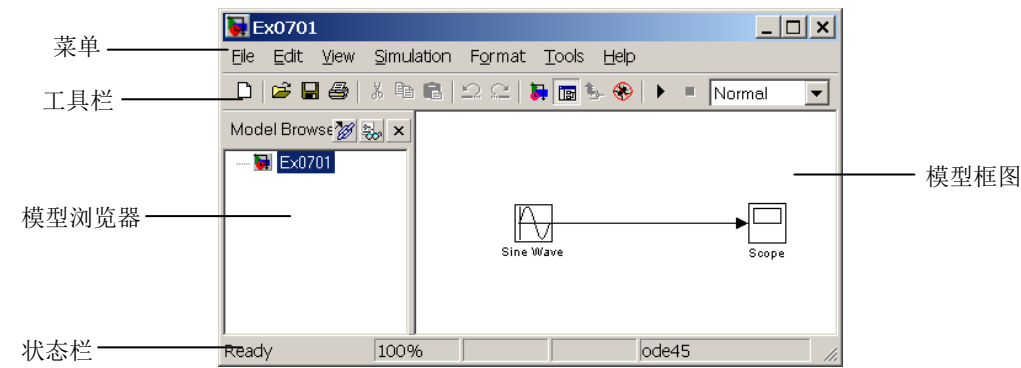 Ex0701
菜单
File Edit View Simulation Format Tools Help
工具栏
Normal
Model Browse
Ex0701
模型框图
模型浏览器
Sine Wave
Scope
状态栏
Ready 100% ode45